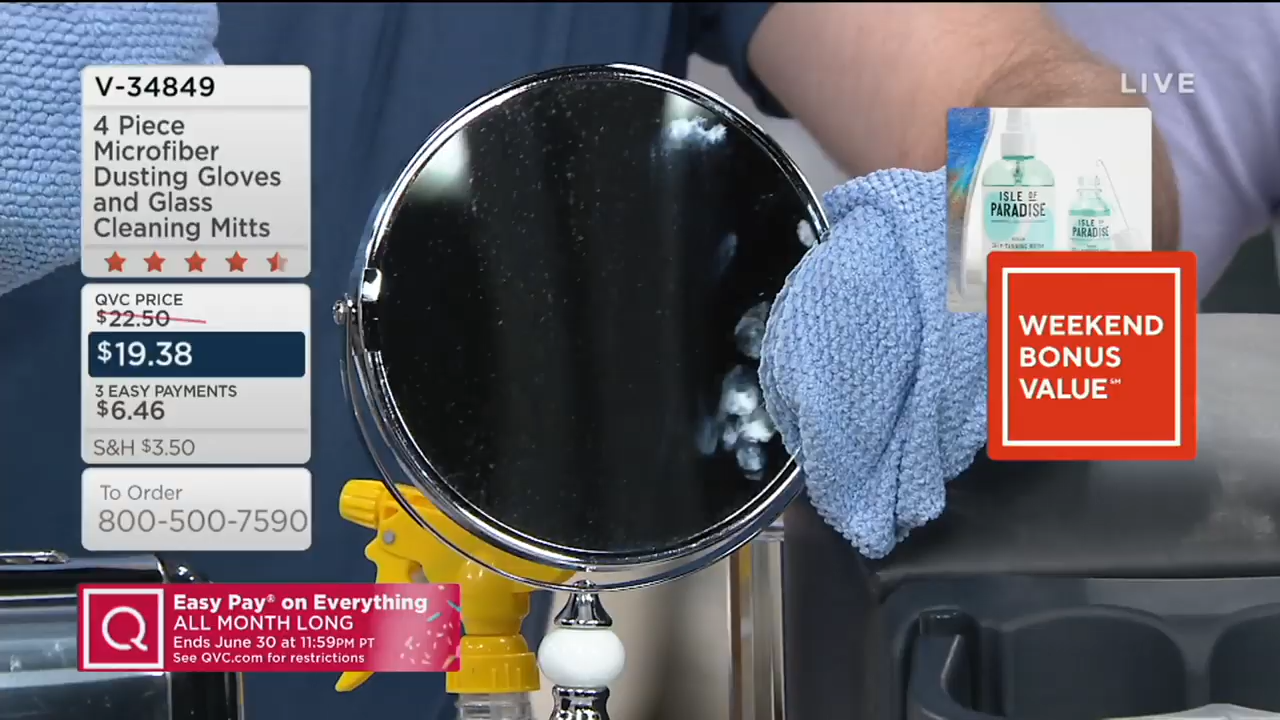 V-34849
4 Piece
Microfiber
Dusting Gloves
and Glass
Cleaning Mitts
QVC PRICE
$22.50
$19.38
3 EASY PAYMENTS
$6.46
S&H $3.50
To Order
800-500-7590
LIVE
ISLE OF
PARADISE
ISLE OF
PARADISE
WEEKEND
BONUS
VALUE℠
Q
Easy Pay® on Everything
ALL MONTH LONG
Ends June 30 at 11:59PM PT
See QVC.com for restrictions